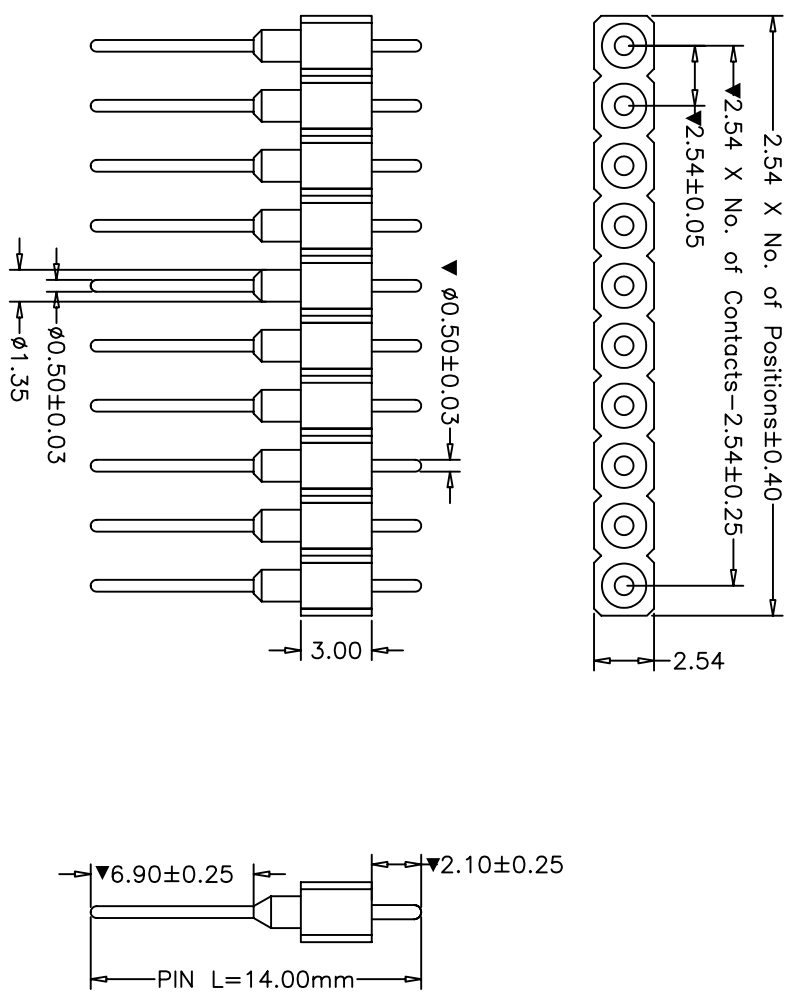 2.54 X No. of Positions±0.40
▼2.54 X No. of Contacts-2.54±0.25
▼2.54±0.05
▼ ø0.50±0.03
ø0.50±0.03
ø1.35
3.00
2.54
▼6.90±0.25
▼2.10±0.25
PIN L=14.00mm